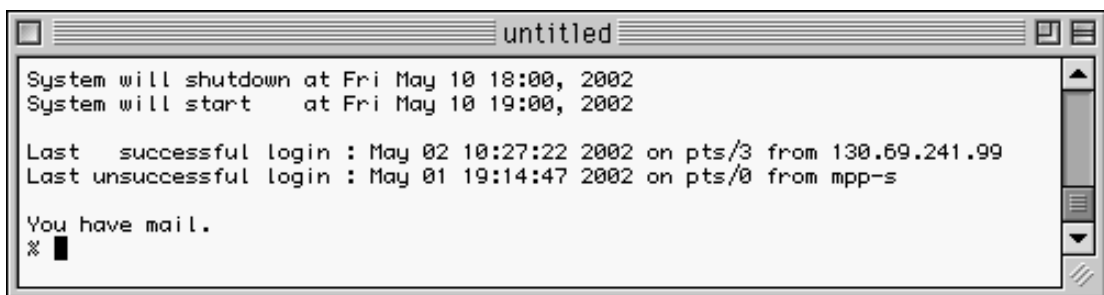 untitled
System will shutdown at Fri May 10 18:00, 2002
System will start   at Fri May 10 19:00, 2002
Last   successful login : May 02 10:27:22 2002 on pts/3 from 130.69.241.99
Last unsuccessful login : May 01 19:14:47 2002 on pts/0 from mpp-s
You have mail.
%